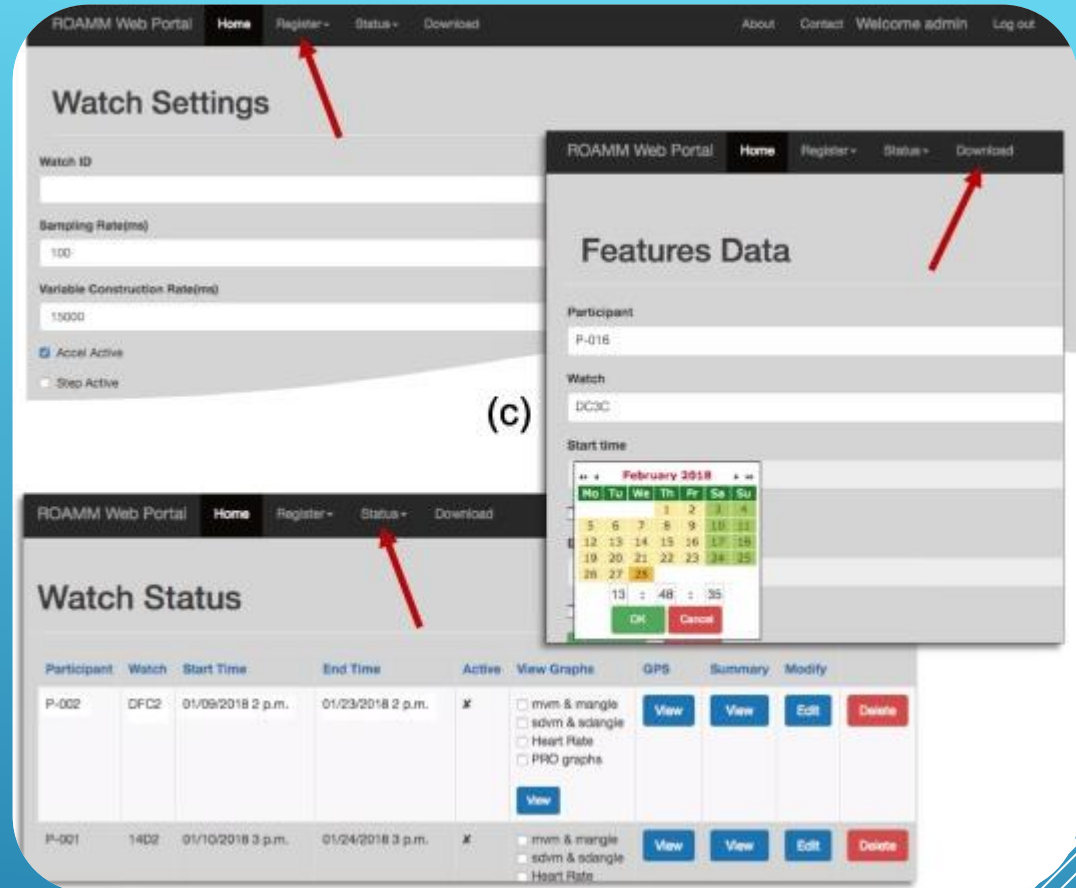 ROAMM Web Portal Home Register Status Download About Contact Welcome admin Log out
Watch Settings
Watch ID
Sampling Rate(ms)
100
Variable Construction Rate(ms)
15000
Accel Active
Step Active
(c)
ROAMM Web Portal Home Register Status Download
Features Data
Participant
P-016
Watch
DC3C
Start time
February 2018
Mo Tu We Th Fr Sa Su
1 2 3 4
5 6 7 8 9 10 11
12 13 14 15 16 17 18
19 20 21 22 23 24 25
26 27 28
13 : 48 : 35
OK Cancel
ROAMM Web Portal Home Register Status Download
Watch Status
Participant Watch Start Time End Time Active View Graphs GPS Summary Modify
P-002 DFC2 01/09/2018 2 p.m. 01/23/2018 2 p.m. ✘ mvm & mangle View View Edit Delete
sdvm & sdangle
Heart Rate
PRO graphs
View
P-001 14D2 01/10/2018 3 p.m. 01/24/2018 3 p.m. ✘ mvm & mangle View View Edit Delete
sdvm & sdangle
Heart Rate